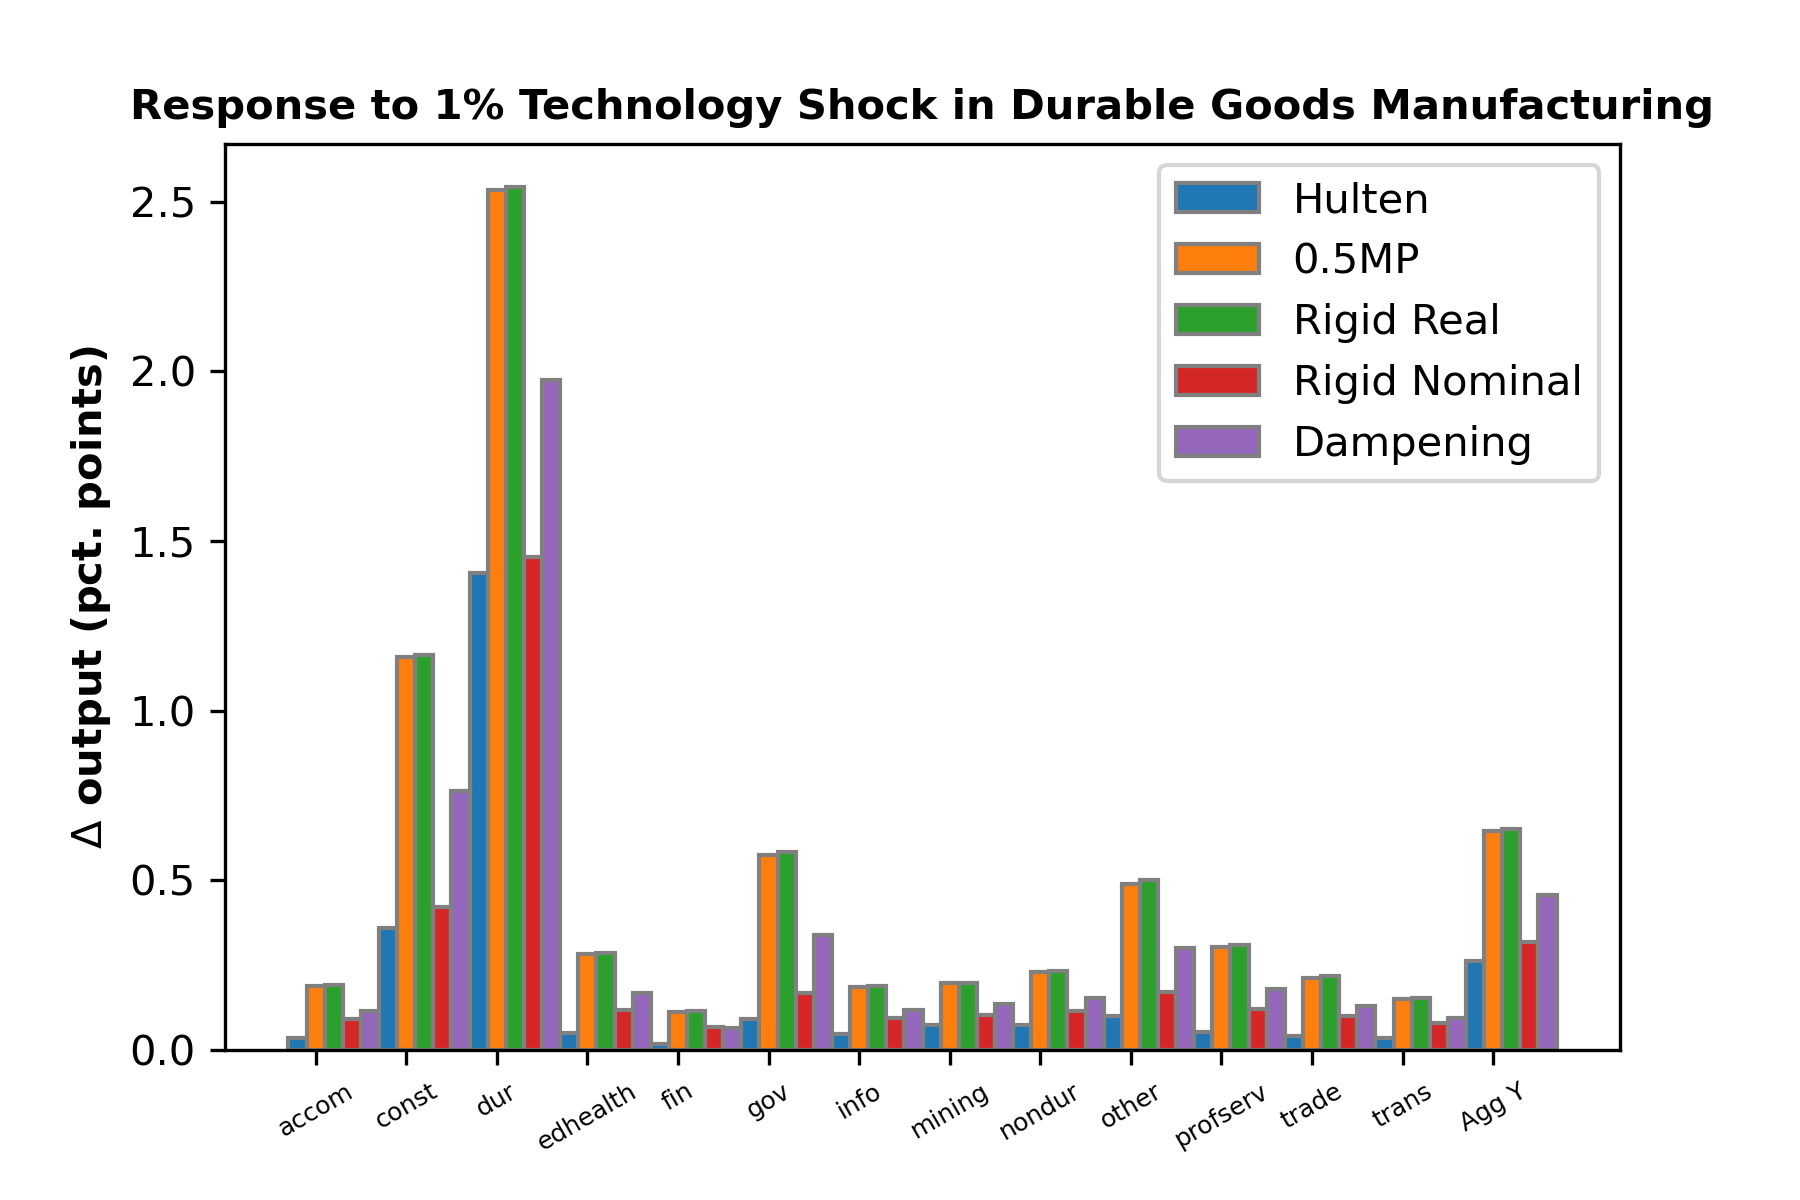 Response to 1% Technology Shock in Durable Goods Manufacturing
Δ output (pct. points)
2.5
2.0
1.5
1.0
0.5
0.0
Hulten
0.5MP
Rigid Real
Rigid Nominal
Dampening
accom
const
dur
edhealth
fin
gov
info
mining
nondur
other
profserv
trade
trans
Agg Y